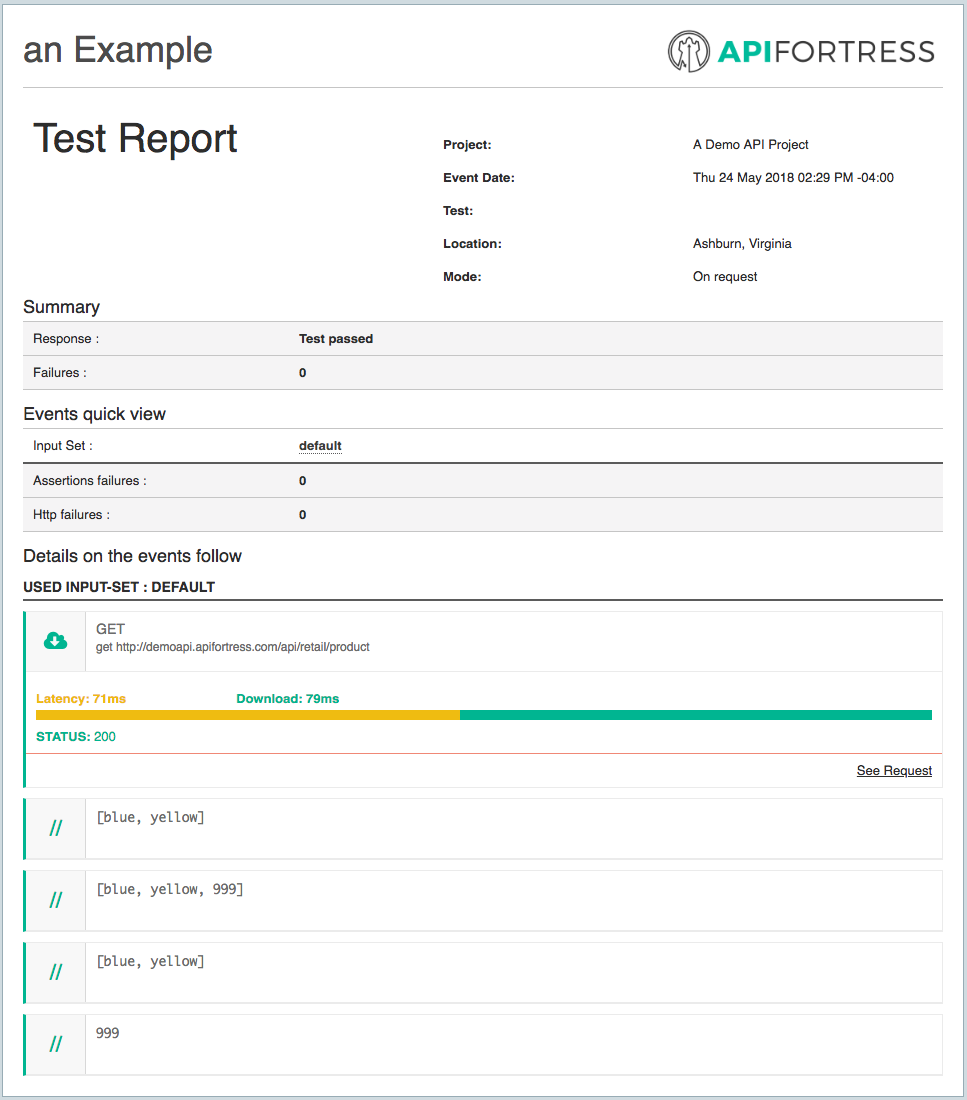 an Example
APIFORTRESS
Test Report
Project: A Demo API Project
Event Date: Thu 24 May 2018 02:29 PM -04:00
Test:
Location: Ashburn, Virginia
Mode: On request
Summary
Response : Test passed
Failures : 0
Events quick view
Input Set : default
Assertions failures : 0
Http failures : 0
Details on the events follow
USED INPUT-SET : DEFAULT
GET
get http://demoapi.apifortress.com/api/retail/product
Latency: 71ms Download: 79ms
STATUS: 200
See Request
// [blue, yellow]
// [blue, yellow, 999]
// [blue, yellow]
// 999